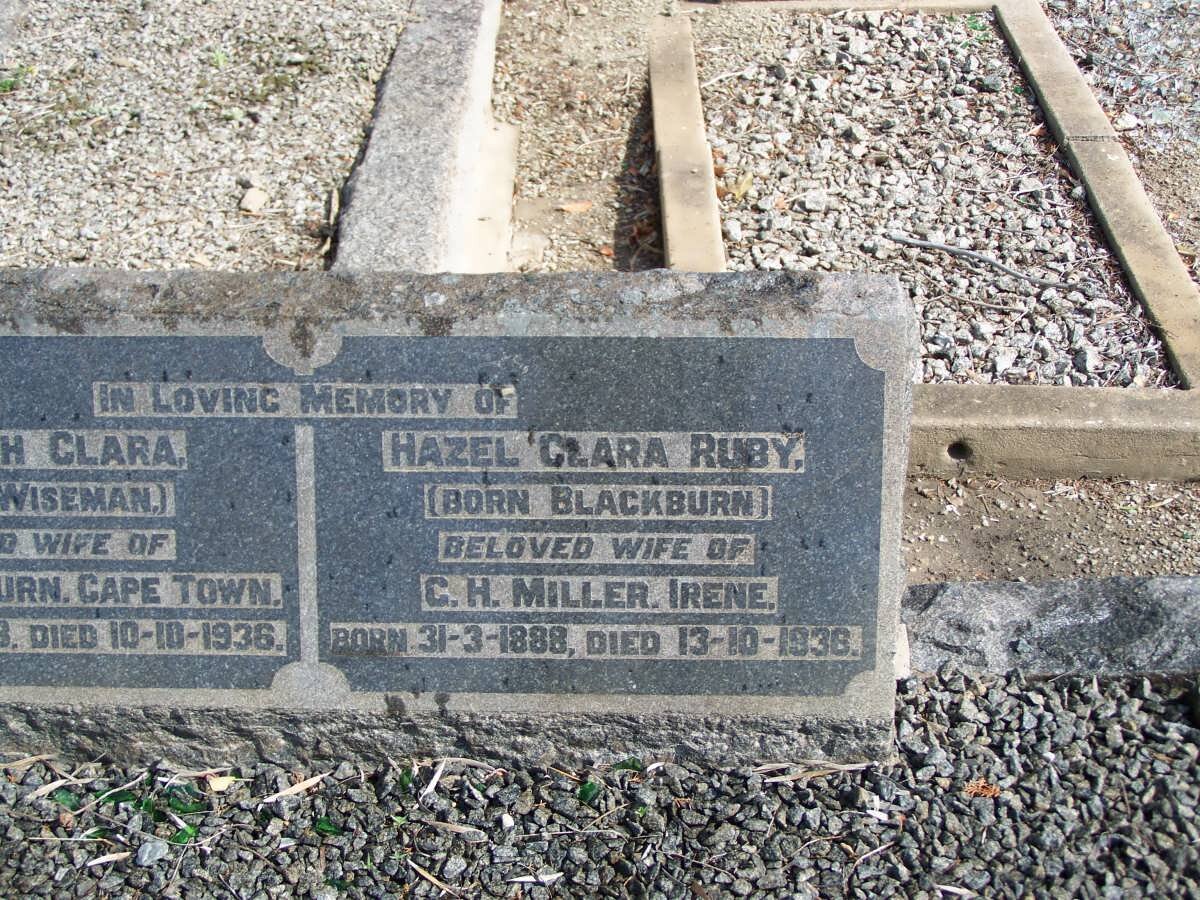 IN LOVING MEMORY OF
H CLARA,
WISEMAN,)
D WIFE OF
URN. CAPE TOWN.
8. DIED 10-10-1936.
HAZEL CLARA RUBY,
(BORN BLACKBURN)
BELOVED WIFE OF
C. H. MILLER. IRENE.
BORN 31-3-1888, DIED 13-10-1936.